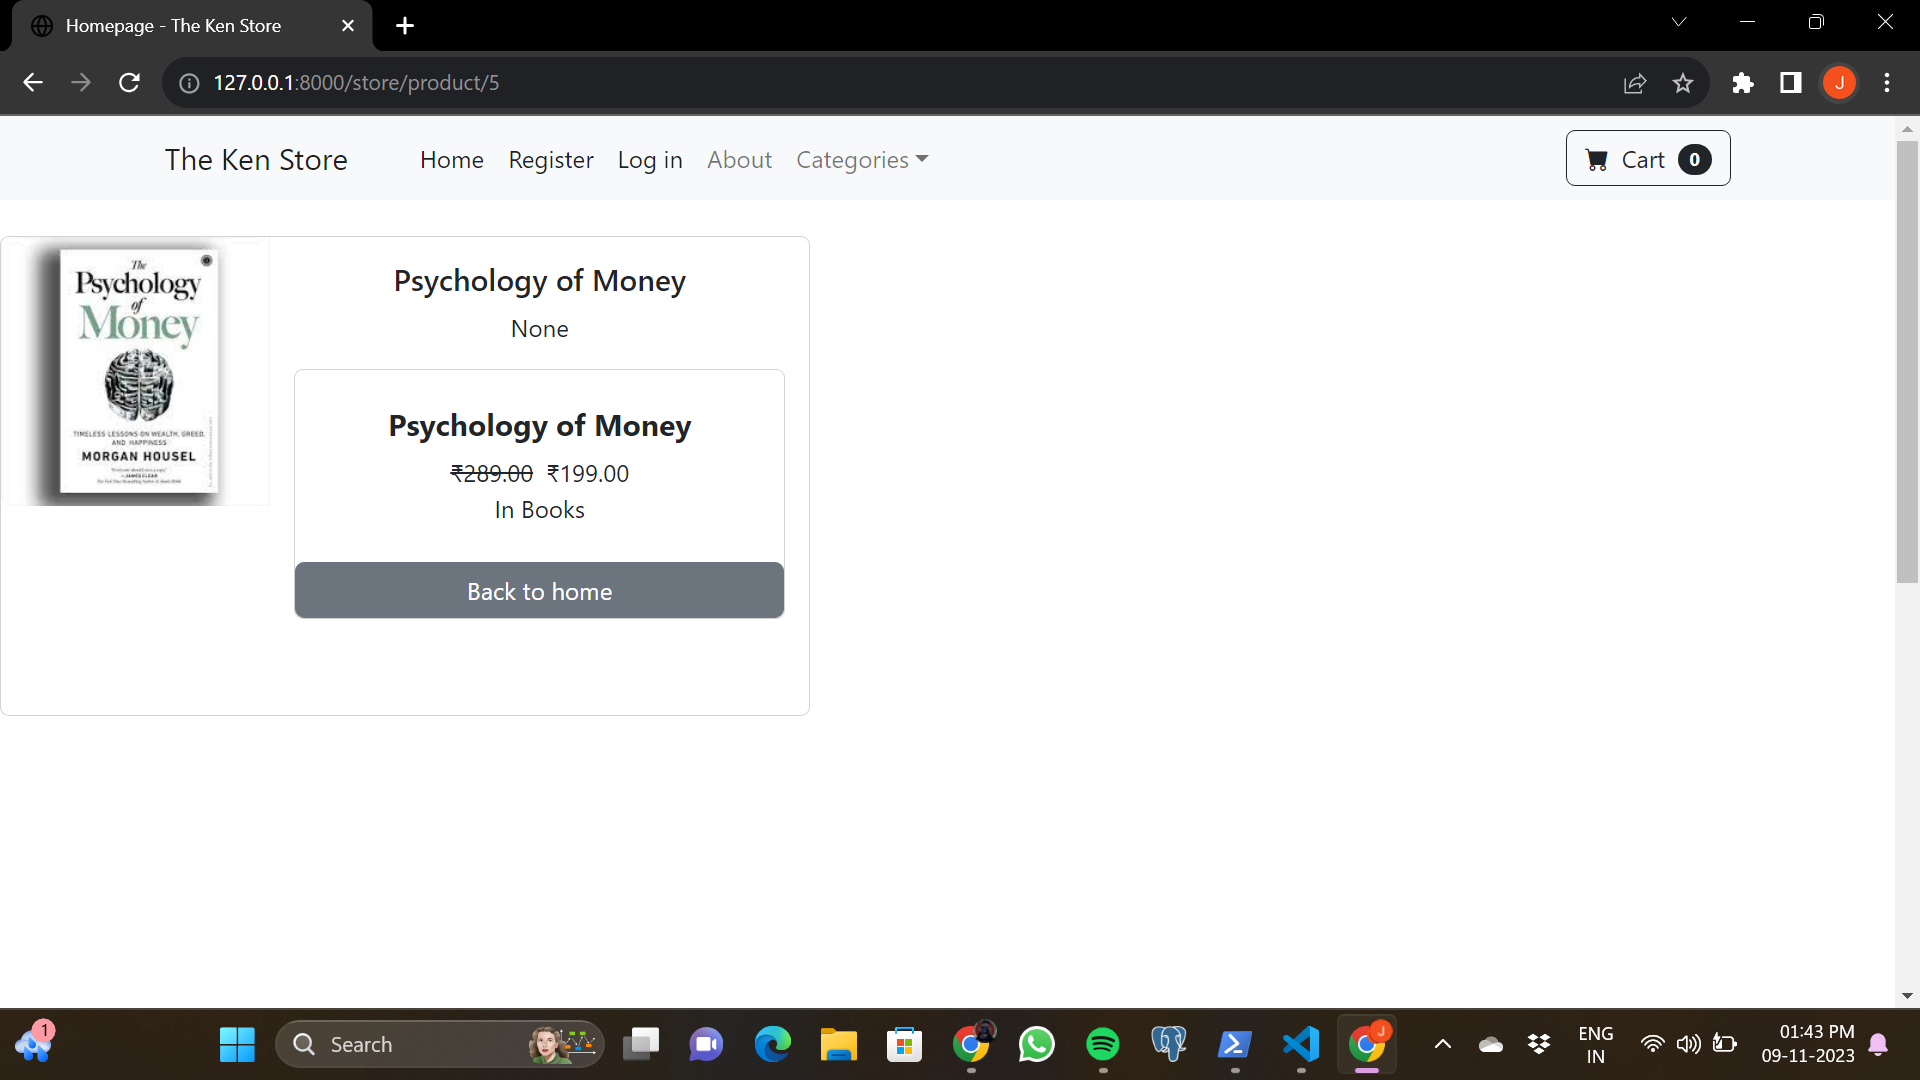 Homepage - The Ken Store
127.0.0.1:8000/store/product/5
J
The Ken Store
Home Register Log in About Categories
Cart 0
The
Psychology
of
Money
TIMELESS LESSONS ON WEALTH, GREED,
AND HAPPINESS
MORGAN HOUSEL
Psychology of Money
None
Psychology of Money
₹289.00 ₹199.00
In Books
Back to home
1
Search
J
ENG
IN
01:43 PM
09-11-2023